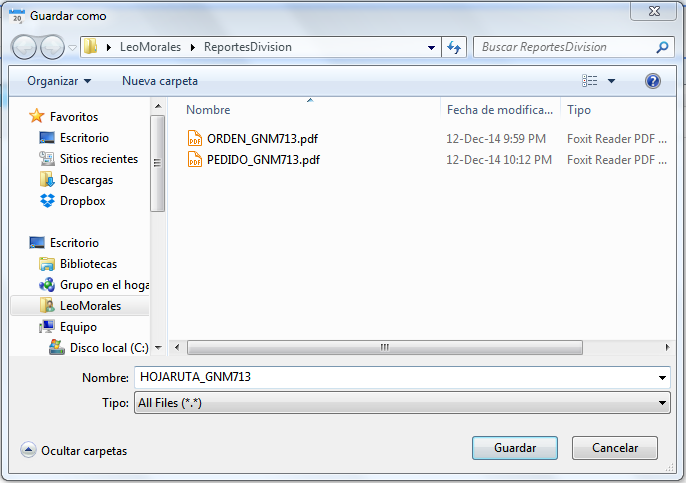 Guardar como
LeoMorales ReportesDivision Buscar ReportesDivision
Organizar Nueva carpeta
Nombre Fecha de modifica... Tipo
ORDEN_GNM713.pdf 12-Dec-14 9:59 PM Foxit Reader PDF ...
PEDIDO_GNM713.pdf 12-Dec-14 10:12 PM Foxit Reader PDF ...
Favoritos
Escritorio
Sitios recientes
Descargas
Dropbox
Escritorio
Bibliotecas
Grupo en el hoga
LeoMorales
Equipo
Disco local (C:)
Nombre: HOJARUTA_GNM713
Tipo: All Files (*.*)
Ocultar carpetas Guardar Cancelar